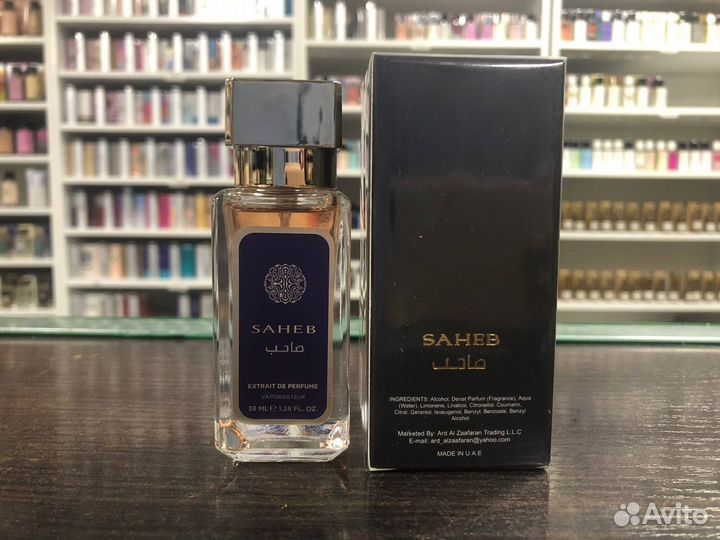 SAHEB
صاحب
EXTRAIT DE PERFUME
VAPORISATEUR
38 ML ℮ 1.28 FL. OZ.
SAHEB
صاحب
INGREDIENTS: Alcohol, Denat Parfum (Fragrance), Aqua
(Water), Limonene, Linalool, Citronellol, Coumarin,
Citral, Geraniol, Isoeugenol, Benzyl, Benzoate, Benzyl
Alcohol
Marketed By: Ard Al Zaafaran Trading L.L.C.
E-mail: ard_alzaafaran@yahoo.com
MADE IN U.A.E
Avito